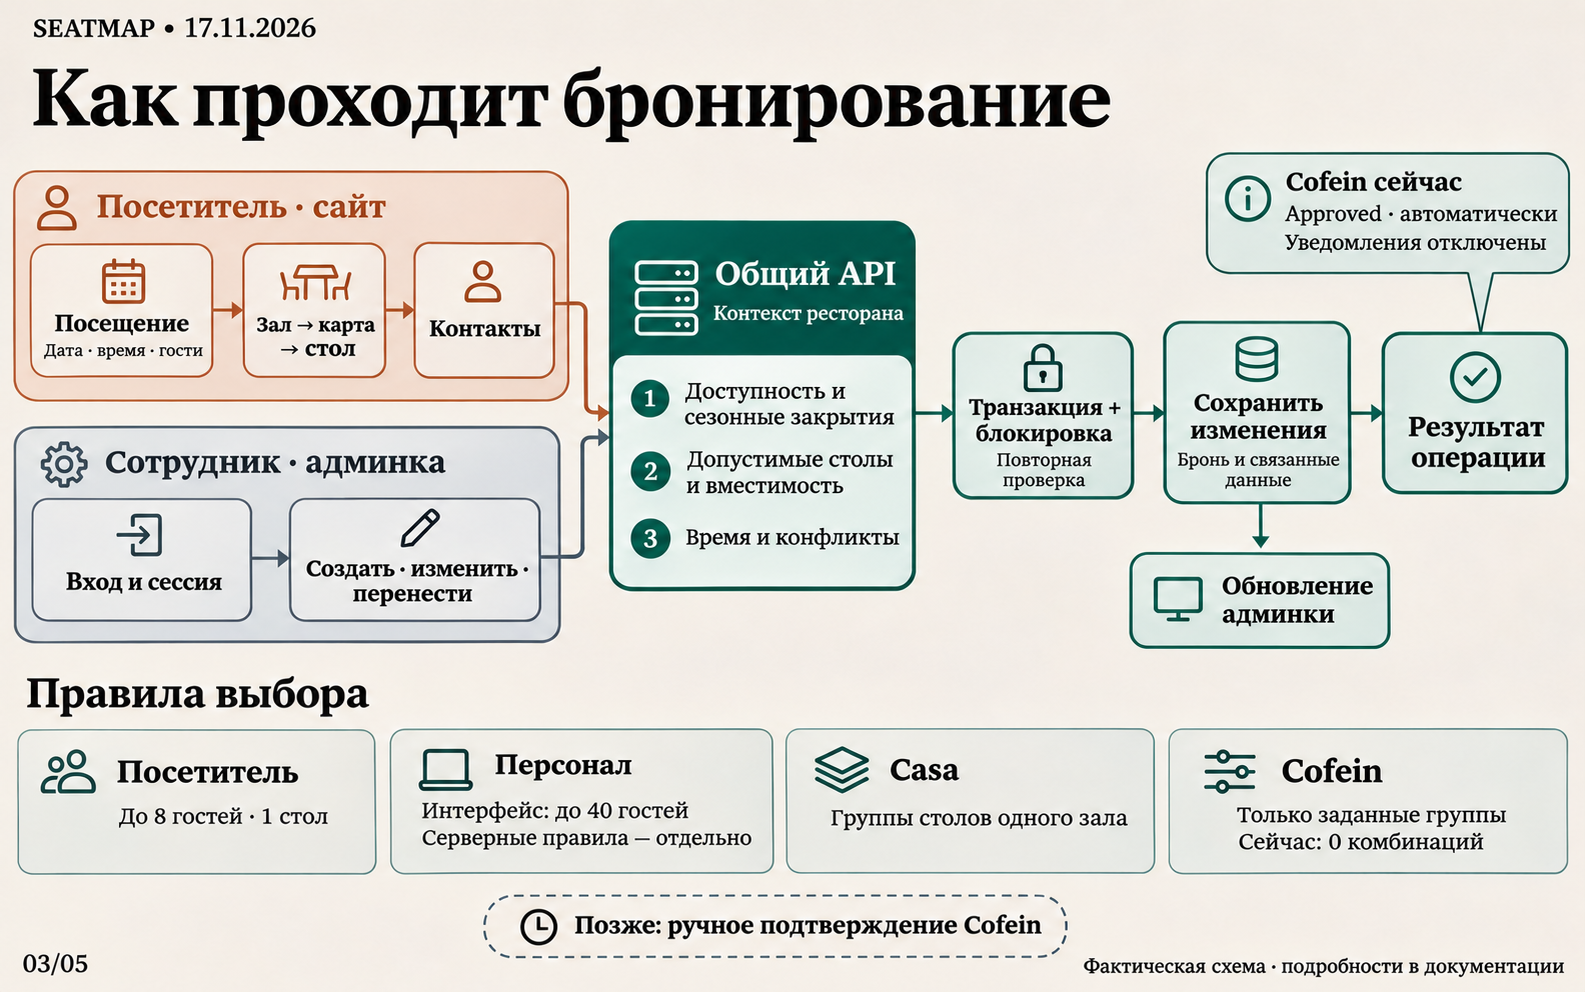 SEATMAP • 17.11.2026
Как проходит бронирование
Посетитель · сайт
Посещение
Дата · время · гости
Зал → карта
→ стол
Контакты
Сотрудник · админка
Вход и сессия
Создать · изменить ·
перенести
Общий API
Контекст ресторана
1 Доступность и
сезонные закрытия
2 Допустимые столы
и вместимость
3 Время и конфликты
Транзакция +
блокировка
Повторная
проверка
Сохранить
изменения
Бронь и связанные
данные
Cofein сейчас
Approved · автоматически
Уведомления отключены
Результат
операции
Обновление
админки
Правила выбора
Посетитель
До 8 гостей · 1 стол
Персонал
Интерфейс: до 40 гостей
Серверные правила — отдельно
Casa
Группы столов одного зала
Cofein
Только заданные группы
Сейчас: 0 комбинаций
Позже: ручное подтверждение Cofein
03/05
Фактическая схема · подробности в документации